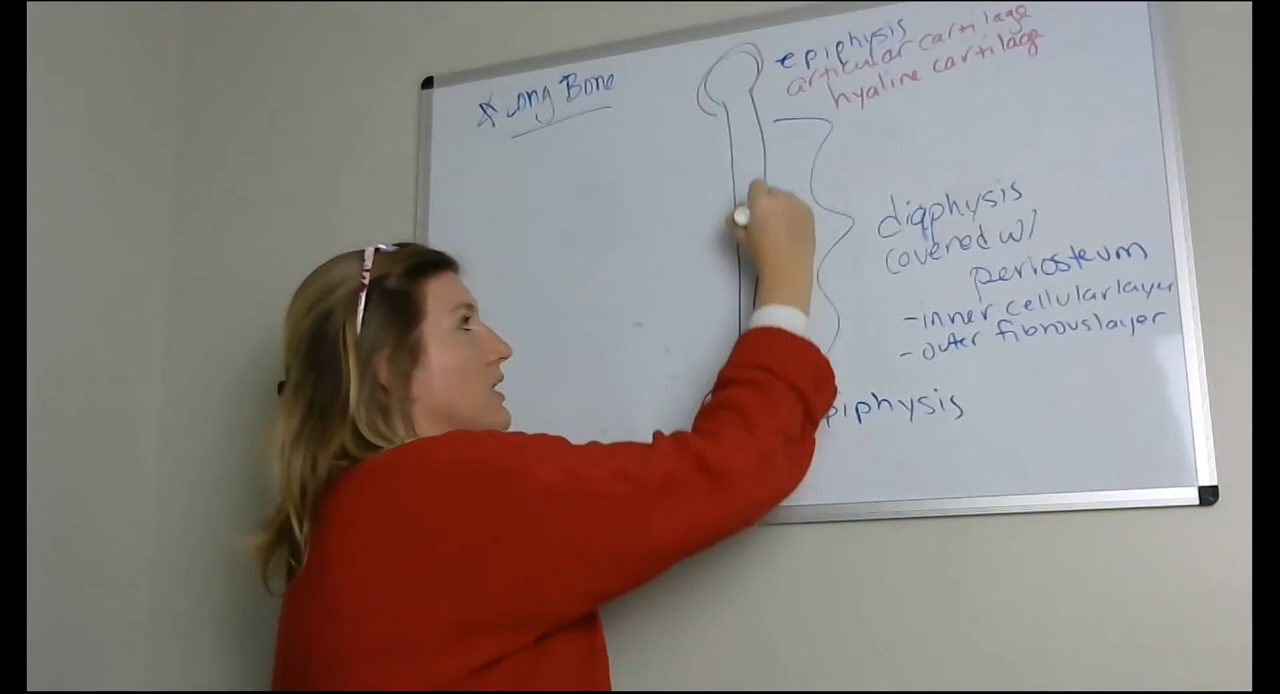 Long Bone
epiphysis
articular cartilage
hyaline cartilage
diaphysis
covered w/
periosteum
- inner cellular layer
- outer fibrous layer
piphysis